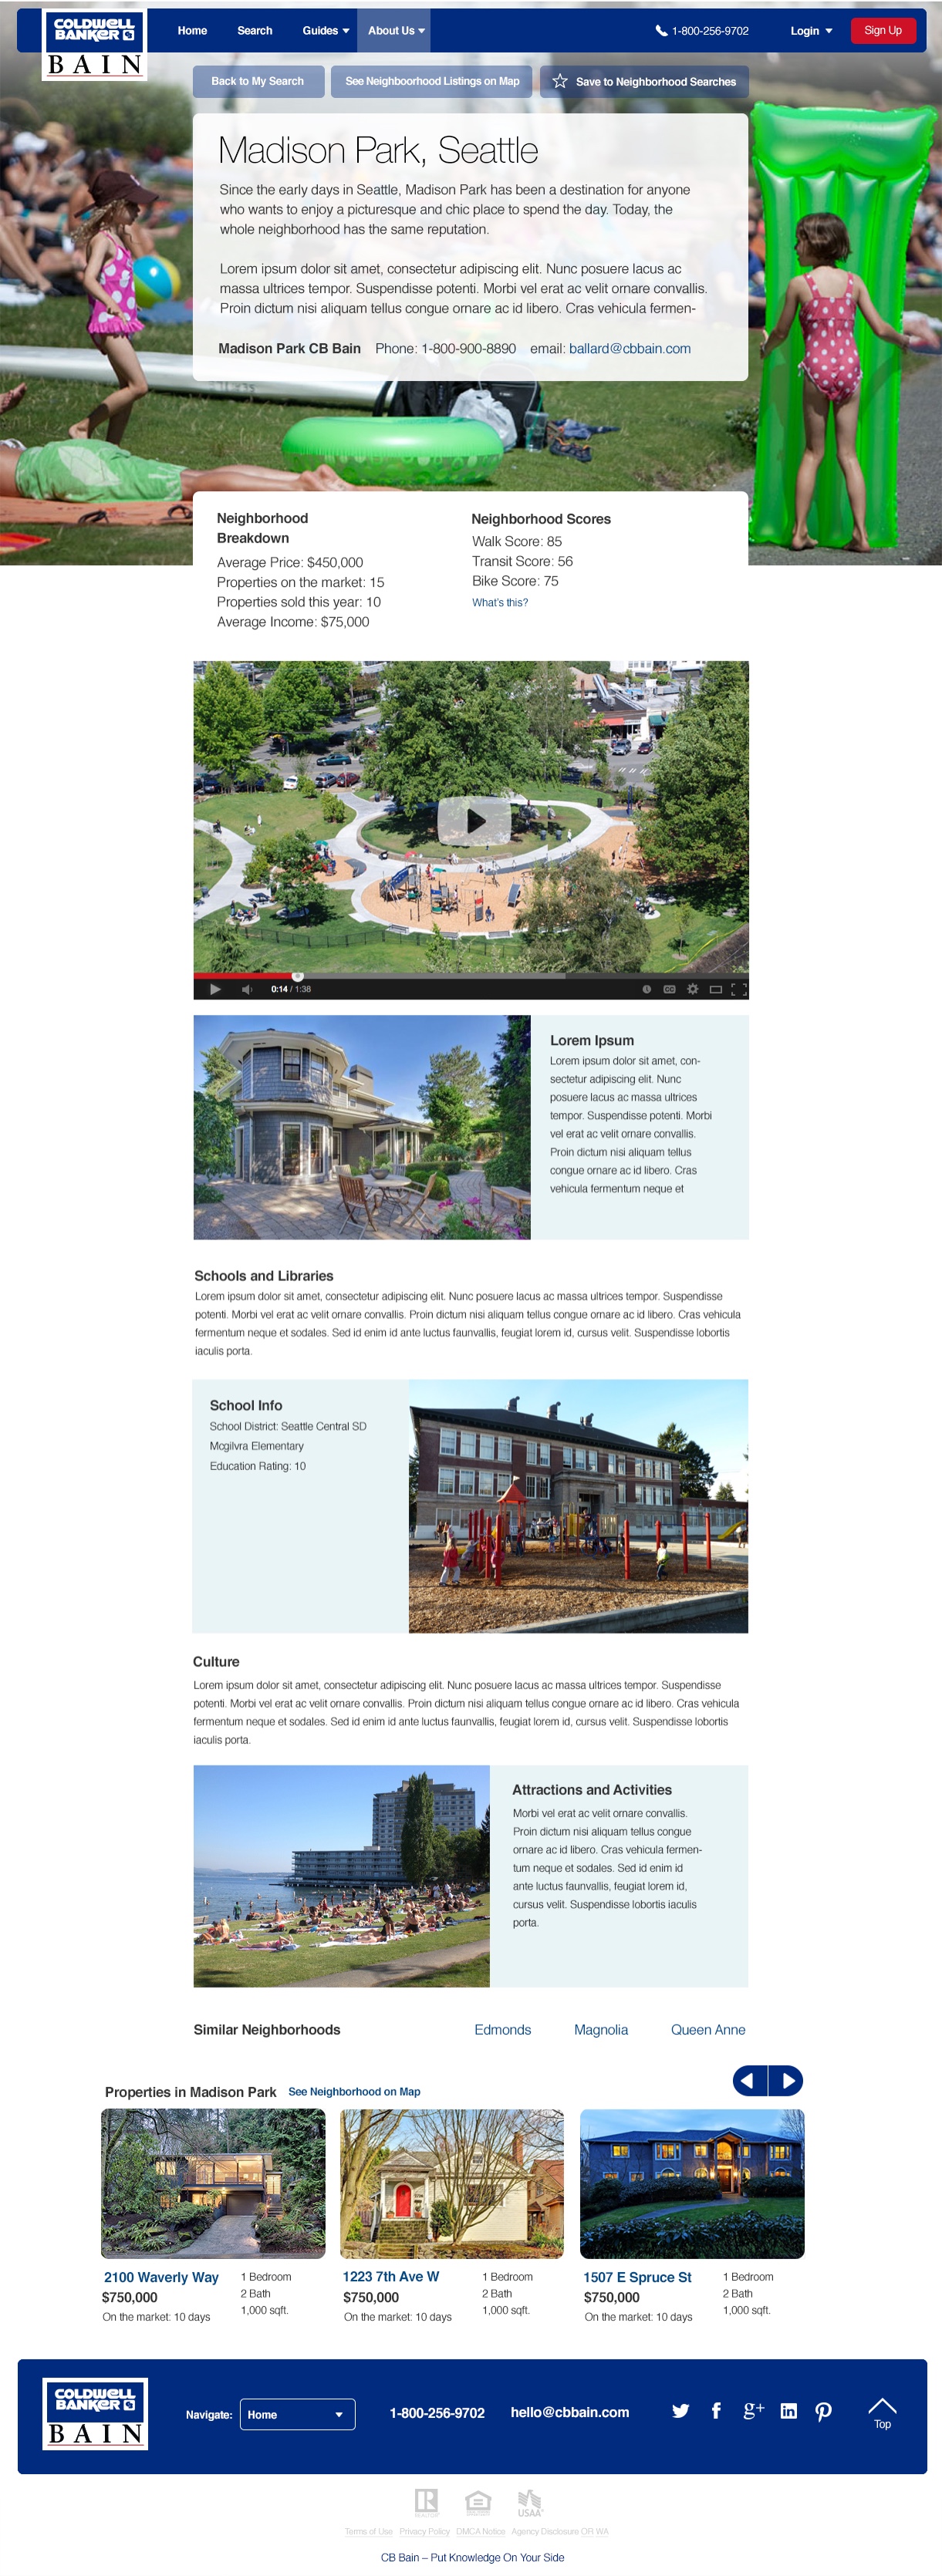 COLDWELL
BANKER
BAIN
Home Search Guides About Us 1-800-256-9702 Login Sign Up
Back to My Search See Neighboorhood Listings on Map Save to Neighborhood Searches
Madison Park, Seattle
Since the early days in Seattle, Madison Park has been a destination for anyone
who wants to enjoy a picturesque and chic place to spend the day. Today, the
whole neighborhood has the same reputation.
Lorem ipsum dolor sit amet, consectetur adipiscing elit. Nunc posuere lacus ac
massa ultrices tempor. Suspendisse potenti. Morbi vel erat ac velit ornare convallis.
Proin dictum nisi aliquam tellus congue ornare ac id libero. Cras vehicula fermen-
Madison Park CB Bain Phone: 1-800-900-8890 email: ballard@cbbain.com
Neighborhood
Breakdown
Average Price: $450,000
Properties on the market: 15
Properties sold this year: 10
Average Income: $75,000
Neighborhood Scores
Walk Score: 85
Transit Score: 56
Bike Score: 75
What's this?
0:14 / 1:38
CC
Lorem Ipsum
Lorem ipsum dolor sit amet, con-
sectetur adipiscing elit. Nunc
posuere lacus ac massa ultrices
tempor. Suspendisse potenti. Morbi
vel erat ac velit ornare convallis.
Proin dictum nisi aliquam tellus
congue ornare ac id libero. Cras
vehicula fermentum neque et
Schools and Libraries
Lorem ipsum dolor sit amet, consectetur adipiscing elit. Nunc posuere lacus ac massa ultrices tempor. Suspendisse
potenti. Morbi vel erat ac velit ornare convallis. Proin dictum nisi aliquam tellus congue ornare ac id libero. Cras vehicula
fermentum neque et sodales. Sed id enim id ante luctus faunvallis, feugiat lorem id, cursus velit. Suspendisse lobortis
iaculis porta.
School Info
School District: Seattle Central SD
Mcgilvra Elementary
Education Rating: 10
Culture
Lorem ipsum dolor sit amet, consectetur adipiscing elit. Nunc posuere lacus ac massa ultrices tempor. Suspendisse
potenti. Morbi vel erat ac velit ornare convallis. Proin dictum nisi aliquam tellus congue ornare ac id libero. Cras vehicula
fermentum neque et sodales. Sed id enim id ante luctus faunvallis, feugiat lorem id, cursus velit. Suspendisse lobortis
iaculis porta.
Attractions and Activities
Morbi vel erat ac velit ornare convallis.
Proin dictum nisi aliquam tellus congue
ornare ac id libero. Cras vehicula fermen-
tum neque et sodales. Sed id enim id
ante luctus faunvallis, feugiat lorem id,
cursus velit. Suspendisse lobortis iaculis
porta.
Similar Neighborhoods Edmonds Magnolia Queen Anne
Properties in Madison Park See Neighborhood on Map
2100 Waverly Way
$750,000
On the market: 10 days
1 Bedroom
2 Bath
1,000 sqft.
1223 7th Ave W
$750,000
On the market: 10 days
1 Bedroom
2 Bath
1,000 sqft.
1507 E Spruce St
$750,000
On the market: 10 days
1 Bedroom
2 Bath
1,000 sqft.
COLDWELL
BANKER
BAIN
Navigate: Home 1-800-256-9702 hello@cbbain.com g+ in Top
REALTOR USAA
Terms of Use Privacy Policy DMCA Notice Agency Disclosure OR WA
CB Bain – Put Knowledge On Your Side